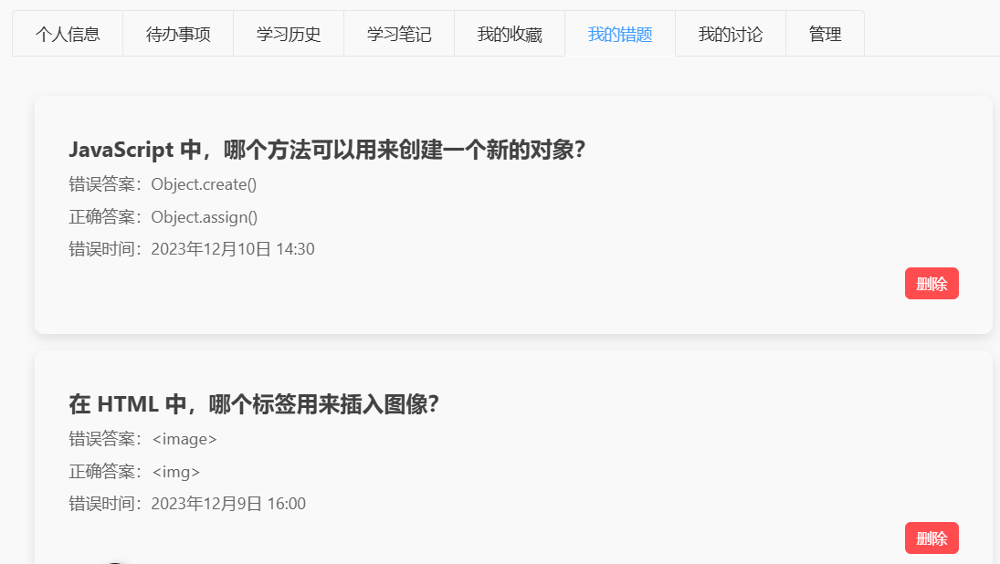 个人信息 待办事项 学习历史 学习笔记 我的收藏 我的错题 我的讨论 管理
JavaScript 中，哪个方法可以用来创建一个新的对象？
错误答案：Object.create()
正确答案：Object.assign()
错误时间：2023年12月10日 14:30
删除
在 HTML 中，哪个标签用来插入图像？
错误答案：<image>
正确答案：<img>
错误时间：2023年12月9日 16:00
删除